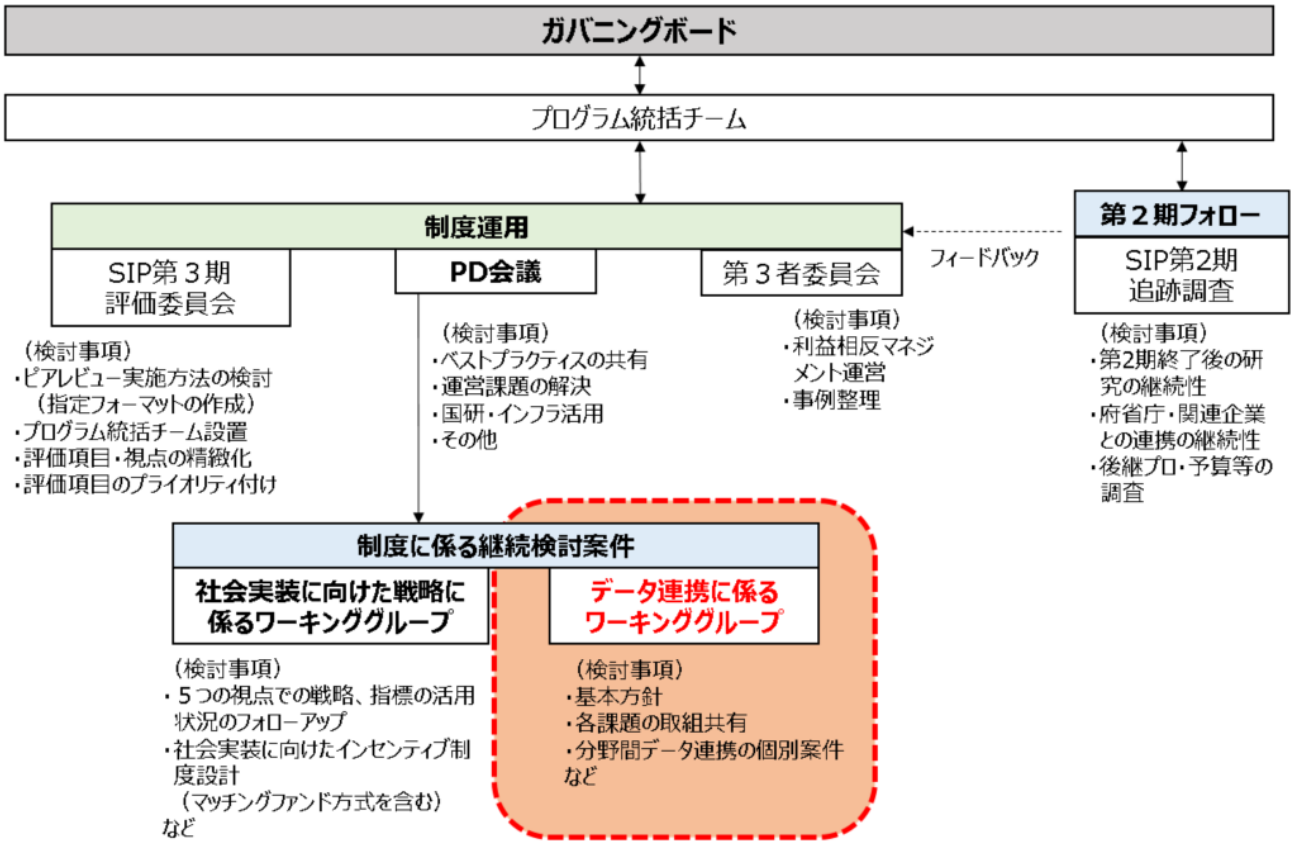 ガバニングボード
プログラム統括チーム
制度運用
SIP第３期
評価委員会
PD会議
第３者委員会
フィードバック
第２期フォロー
SIP第2期
追跡調査
（検討事項）
・ピアレビュー実施方法の検討
（指定フォーマットの作成）
・プログラム統括チーム設置
・評価項目・視点の精緻化
・評価項目のプライオリティ付け
（検討事項）
・ベストプラクティスの共有
・運営課題の解決
・国研・インフラ活用
・その他
（検討事項）
・利益相反マネジ
メント運営
・事例整理
（検討事項）
・第2期終了後の研
究の継続性
・府省庁・関連企業
との連携の継続性
・後継プロ・予算等の
調査
制度に係る継続検討案件
社会実装に向けた戦略に
係るワーキンググループ
データ連携に係る
ワーキンググループ
（検討事項）
・５つの視点での戦略、指標の活用
状況のフォローアップ
・社会実装に向けたインセンティブ制
度設計
（マッチングファンド方式を含む）
など
（検討事項）
・基本方針
・各課題の取組共有
・分野間データ連携の個別案件
など